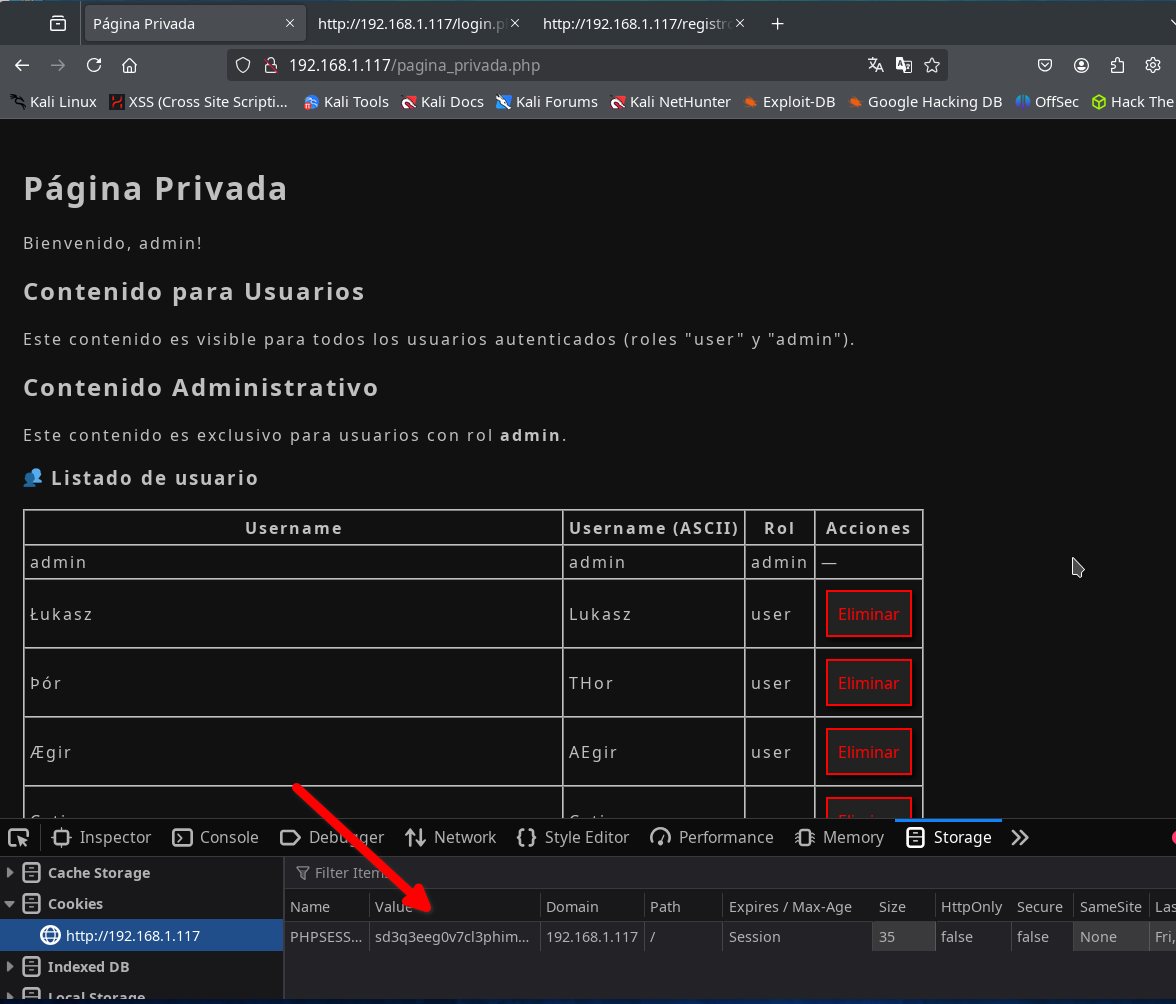 Página Privada
http://192.168.1.117/login.p
http://192.168.1.117/registr
192.168.1.117/pagina_privada.php
Kali Linux XSS (Cross Site Scripti... Kali Tools Kali Docs Kali Forums Kali NetHunter Exploit-DB Google Hacking DB OffSec Hack The
Página Privada
Bienvenido, admin!
Contenido para Usuarios
Este contenido es visible para todos los usuarios autenticados (roles "user" y "admin").
Contenido Administrativo
Este contenido es exclusivo para usuarios con rol admin.
Listado de usuario
Username Username (ASCII) Rol Acciones
admin admin admin —
Łukasz Lukasz user Eliminar
Þór THor user Eliminar
Ægir AEgir user Eliminar
Inspector Console Debugger Network Style Editor Performance Memory Storage
Cache Storage
Filter Item
Cookies
Name Value Domain Path Expires / Max-Age Size HttpOnly Secure SameSite Las
http://192.168.1.117
PHPSESS... sd3q3eeg0v7cl3phim... 192.168.1.117 / Session 35 false false None Fri,
Indexed DB
Local Storage